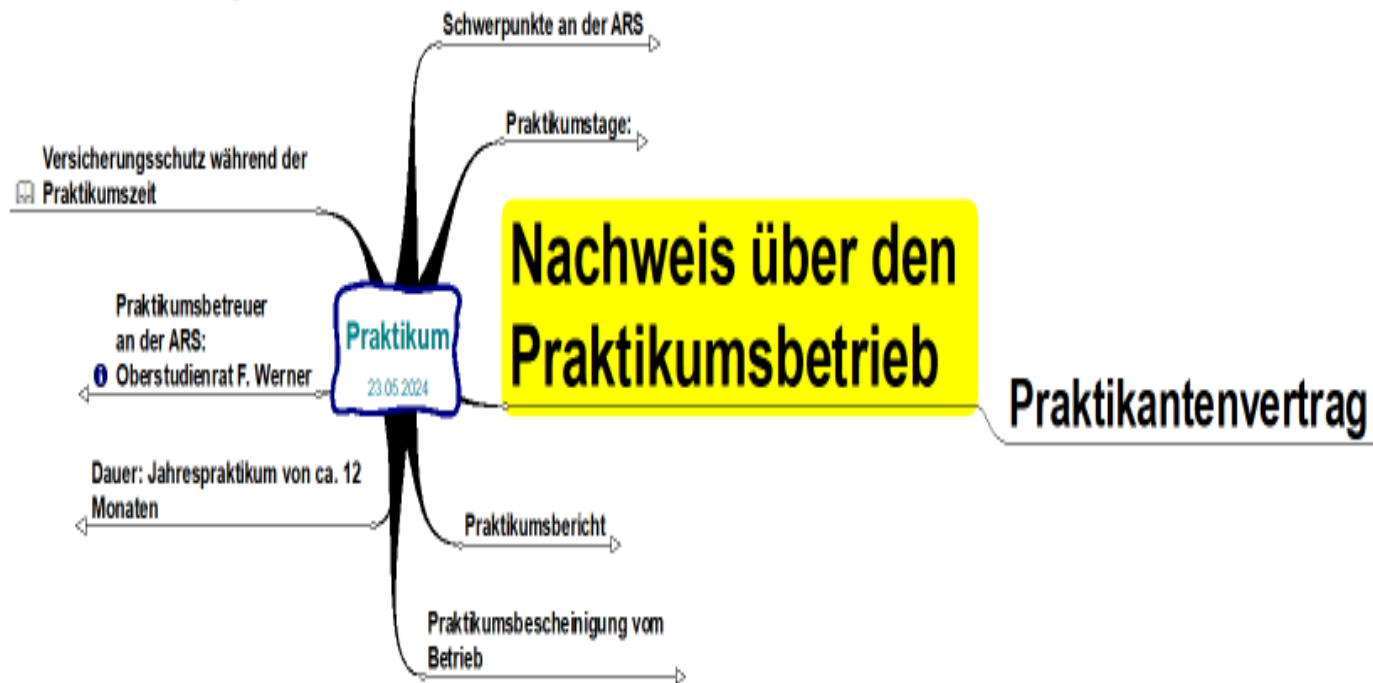 Schwerpunkte an der ARS
Praktikumstage:
Versicherungsschutz während der
Praktikumszeit
Nachweis über den
Praktikumsbetrieb
Praktikantenvertrag
Praktikum
23.05.2024
Praktikumsbetreuer
an der ARS:
Oberstudienrat F. Werner
Dauer: Jahrespraktikum von ca. 12
Monaten
Praktikumsbericht
Praktikumsbescheinigung vom
Betrieb